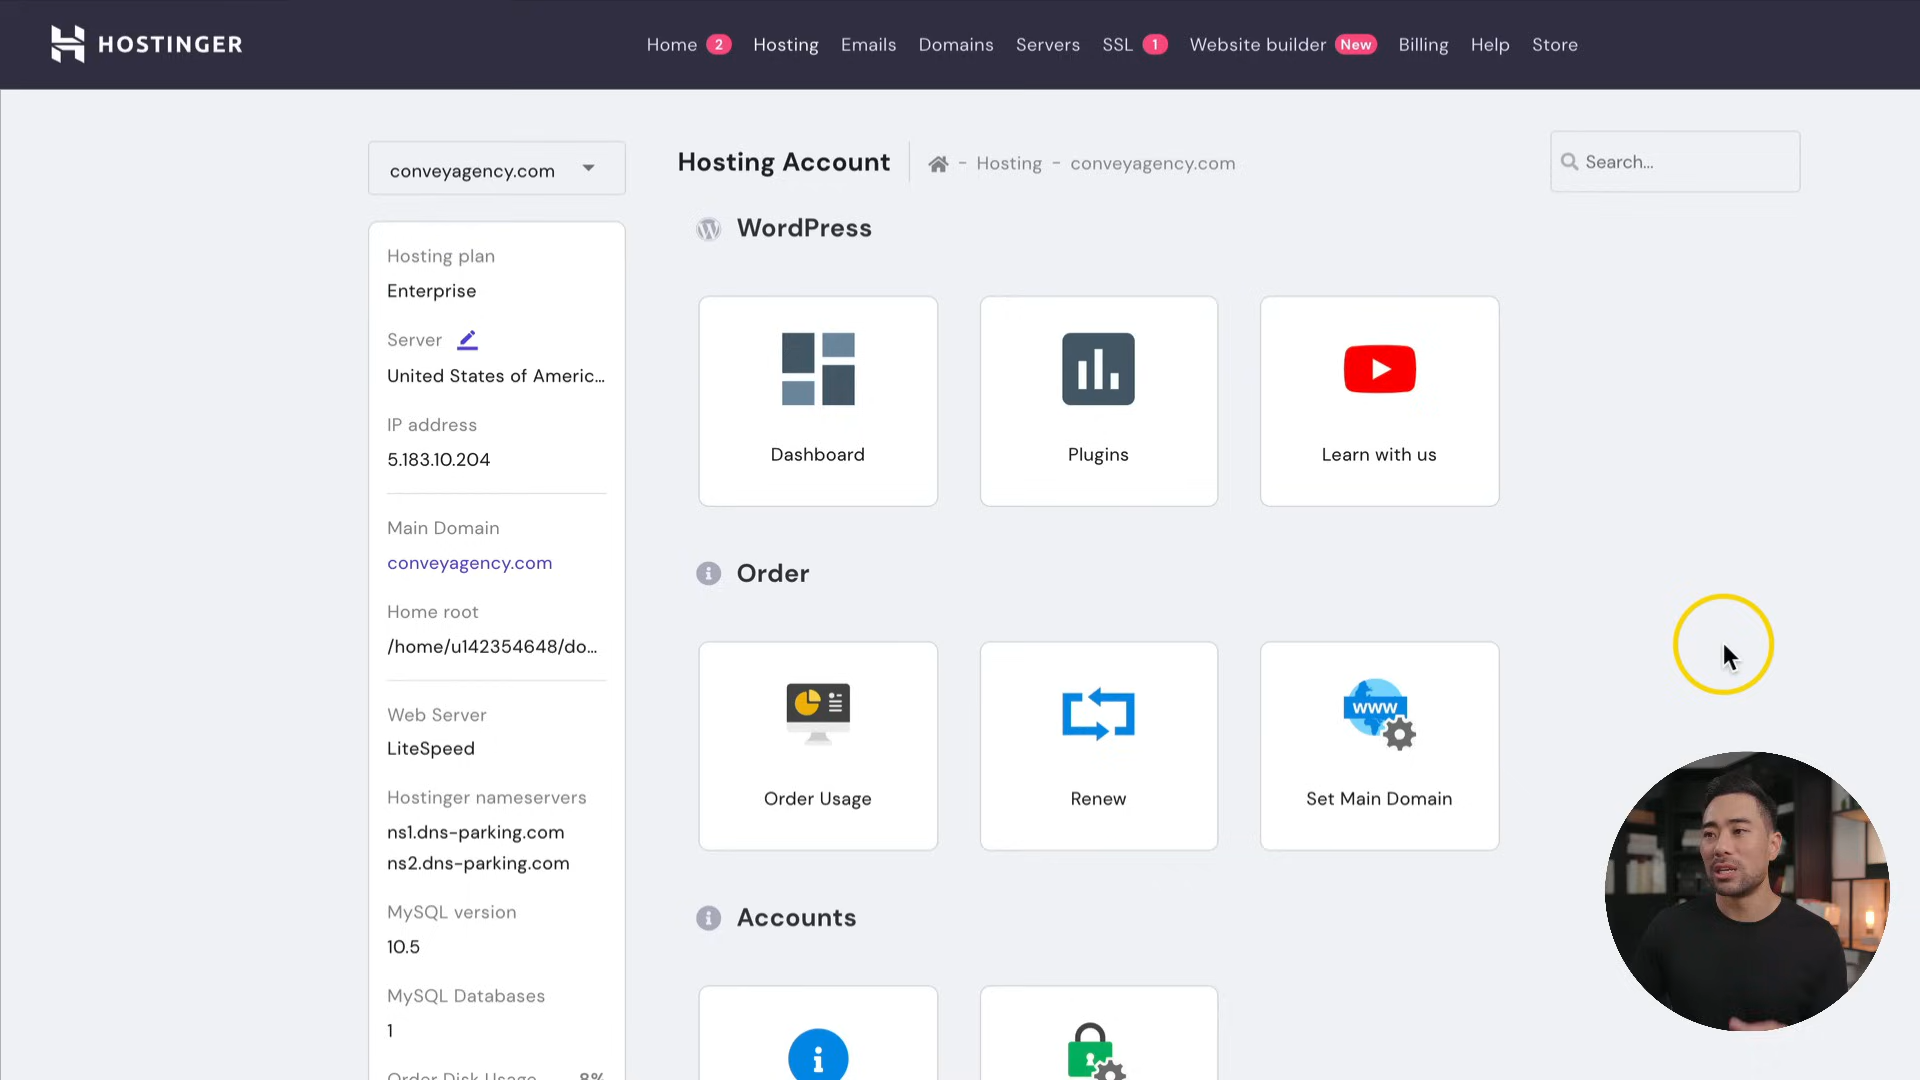 HOSTINGER
Home 2 Hosting Emails Domains Servers SSL 1 Website builder New Billing Help Store
conveyagency.com
Hosting Account
- Hosting - conveyagency.com
Search...
Hosting plan
Enterprise
Server
United States of Americ...
IP address
5.183.10.204
Main Domain
conveyagency.com
Home root
/home/u142354648/do...
Web Server
LiteSpeed
Hostinger nameservers
ns1.dns-parking.com
ns2.dns-parking.com
MySQL version
10.5
MySQL Databases
1
Order Disk Usage 8%
WordPress
Dashboard
Plugins
Learn with us
Order
www
Order Usage
Renew
Set Main Domain
Accounts